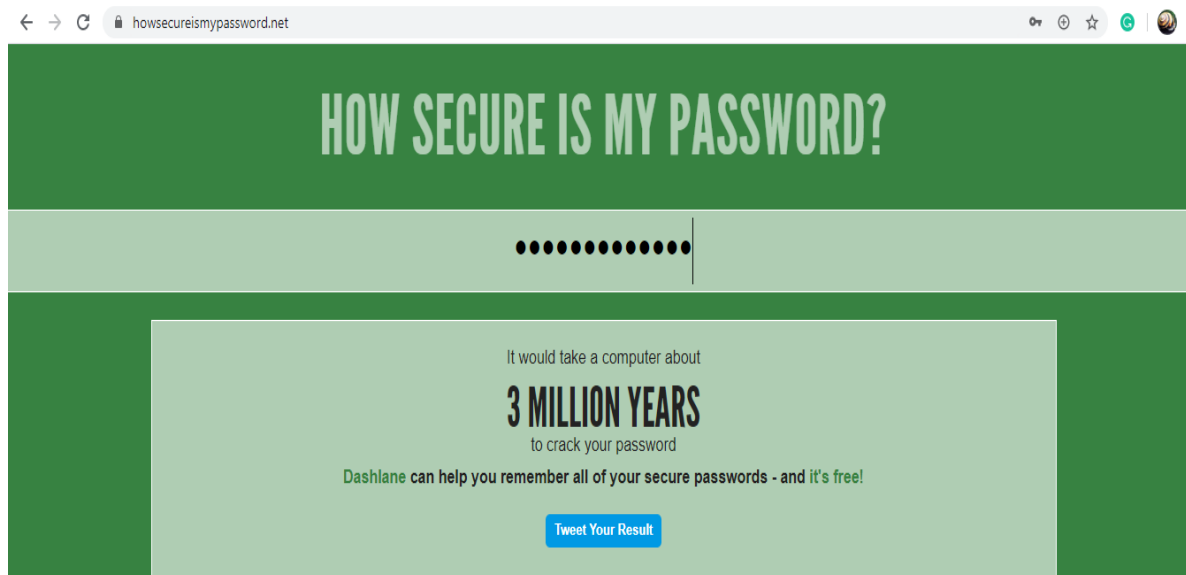 howsecureismypassword.net
HOW SECURE IS MY PASSWORD?
•••••••••••••
It would take a computer about
3 MILLION YEARS
to crack your password
Dashlane can help you remember all of your secure passwords - and it's free!
Tweet Your Result